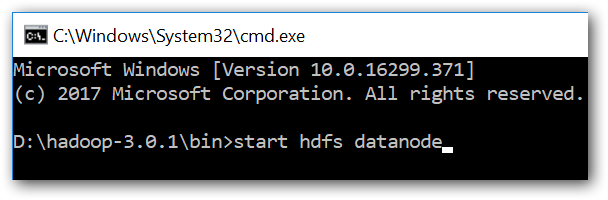 C:\Windows\System32\cmd.exe
Microsoft Windows [Version 10.0.16299.371]
(c) 2017 Microsoft Corporation. All rights reserved.
D:\hadoop-3.0.1\bin>start hdfs datanode